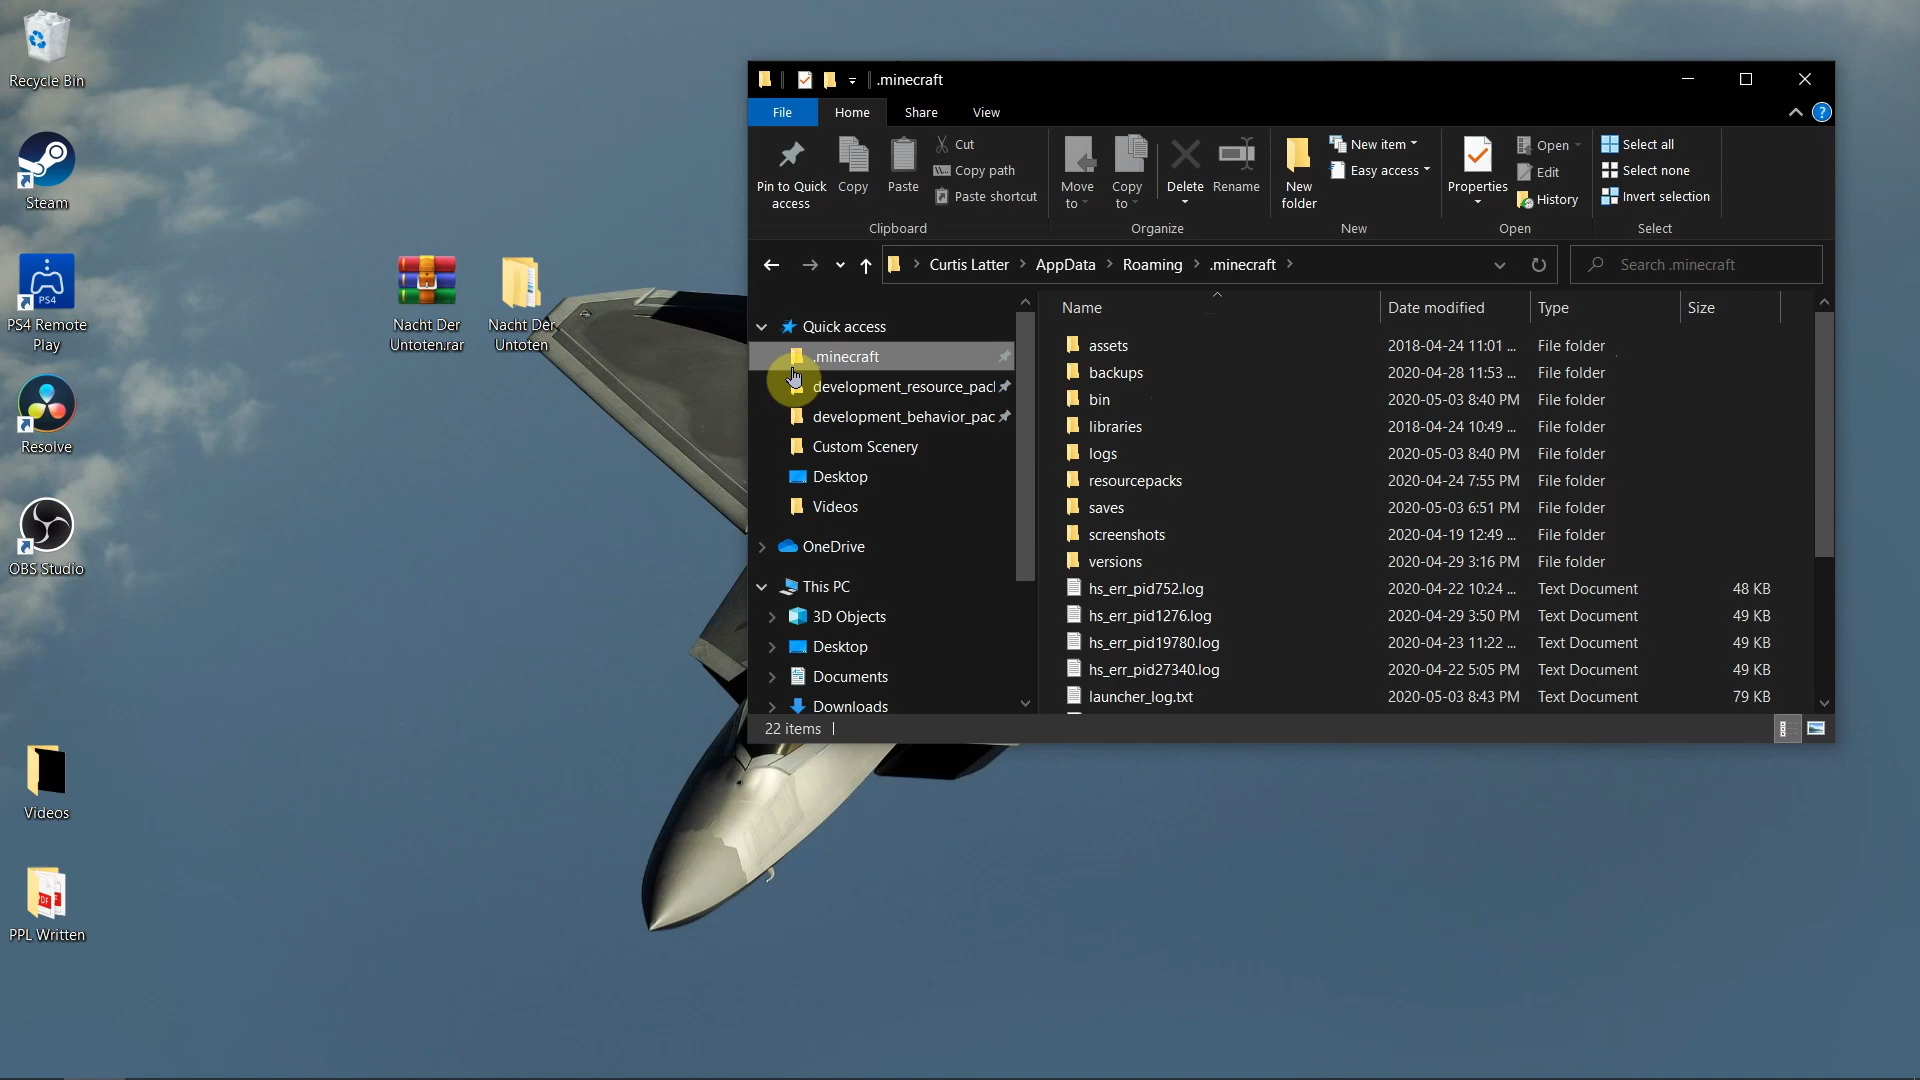 Recycle Bin
Steam
PS4
PS4 Remote
Play
Resolve
OBS Studio
Videos
PDF
PPL Written
Nacht Der
Untoten.rar
Nacht Der
Untoten
.minecraft
File
Home
Share
View
?
Pin to Quick
access
Copy
Paste
Cut
Copy path
Paste shortcut
Clipboard
Move
to
Copy
to
Delete
Rename
Organize
New
folder
New item
Easy access
New
Properties
Open
Edit
History
Open
Select all
Select none
Invert selection
Select
Curtis Latter > AppData > Roaming > .minecraft >
Search .minecraft
Quick access
.minecraft
development_resource_pac
development_behavior_pac
Custom Scenery
Desktop
Videos
OneDrive
This PC
3D Objects
Desktop
Documents
Downloads
Name Date modified Type Size
assets 2018-04-24 11:01 ... File folder
backups 2020-04-28 11:53 ... File folder
bin 2020-05-03 8:40 PM File folder
libraries 2018-04-24 10:49 ... File folder
logs 2020-05-03 8:40 PM File folder
resourcepacks 2020-04-24 7:55 PM File folder
saves 2020-05-03 6:51 PM File folder
screenshots 2020-04-19 12:49 ... File folder
versions 2020-04-29 3:16 PM File folder
hs_err_pid752.log 2020-04-22 10:24 ... Text Document 48 KB
hs_err_pid1276.log 2020-04-29 3:50 PM Text Document 49 KB
hs_err_pid19780.log 2020-04-23 11:22 ... Text Document 49 KB
hs_err_pid27340.log 2020-04-22 5:05 PM Text Document 49 KB
launcher_log.txt 2020-05-03 8:43 PM Text Document 79 KB
22 items